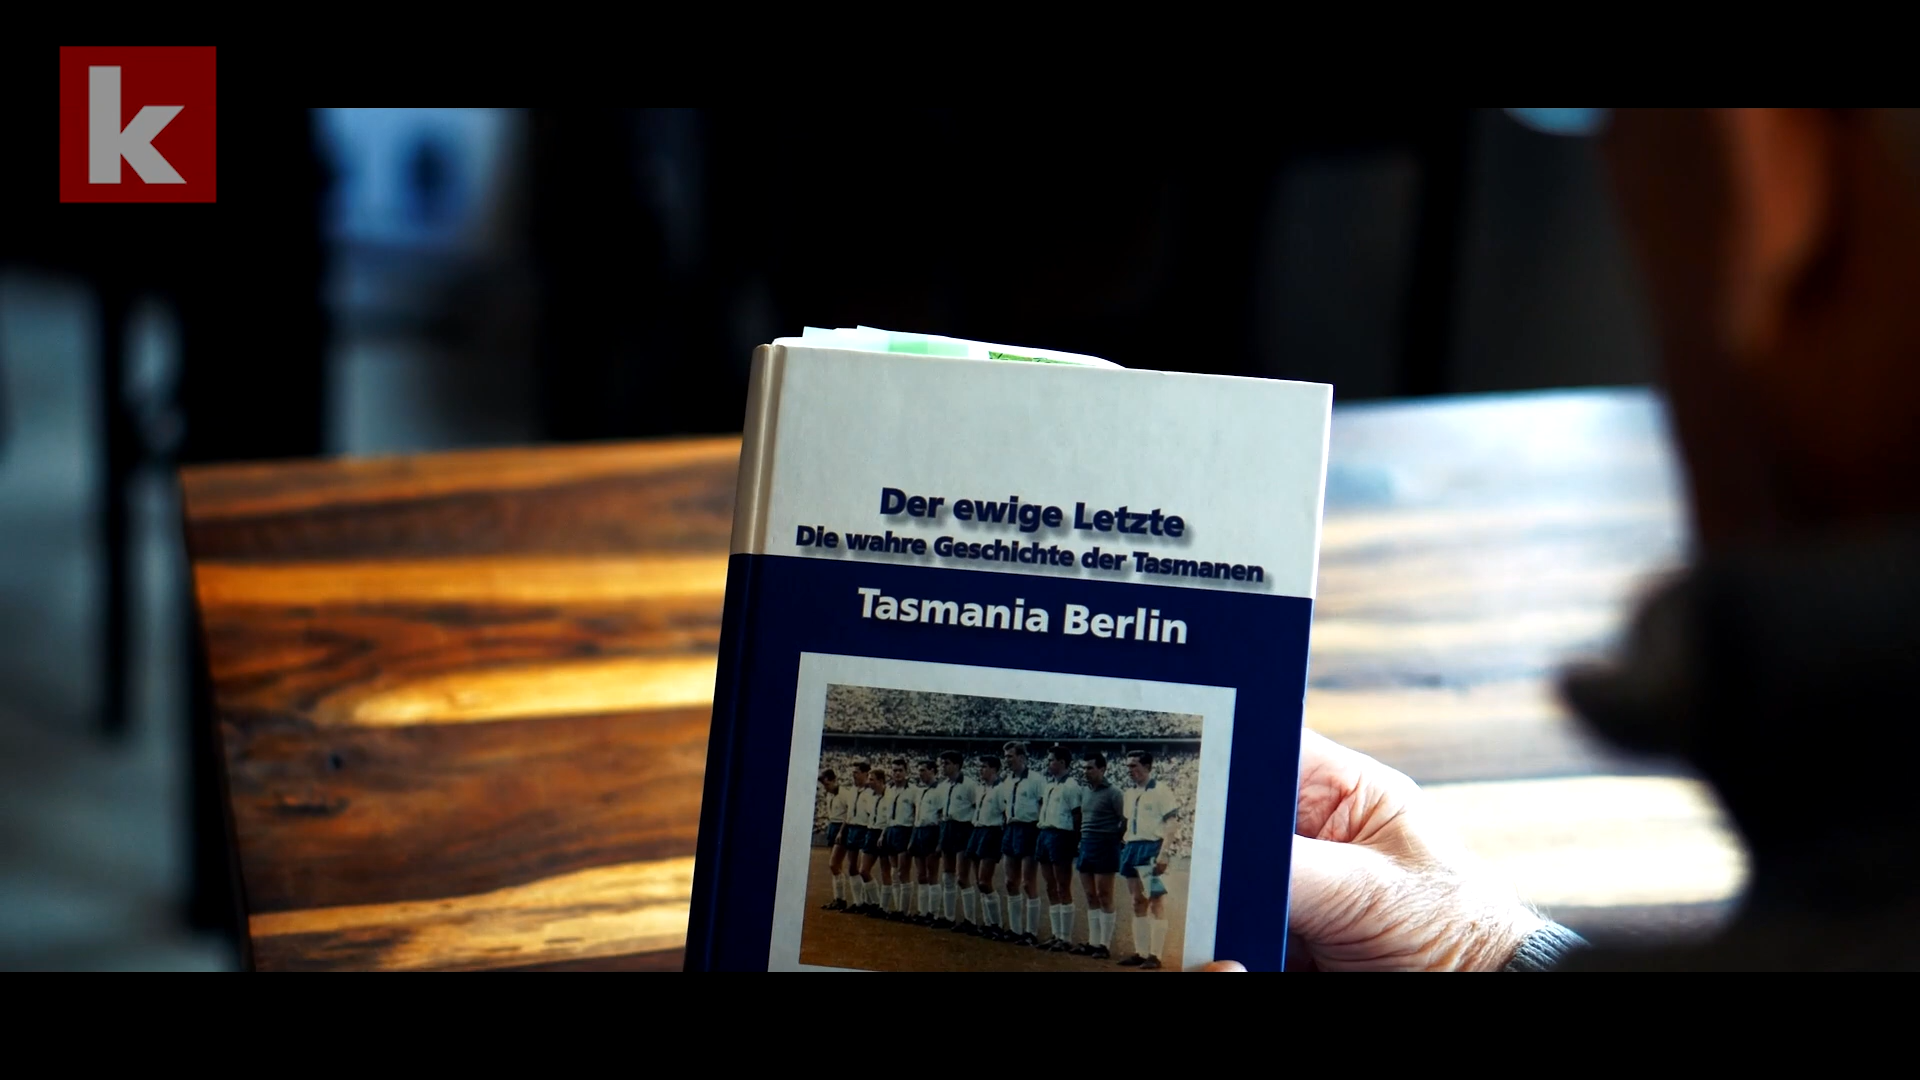 k
Der ewige Letzte
Die wahre Geschichte der Tasmanen
Tasmania Berlin